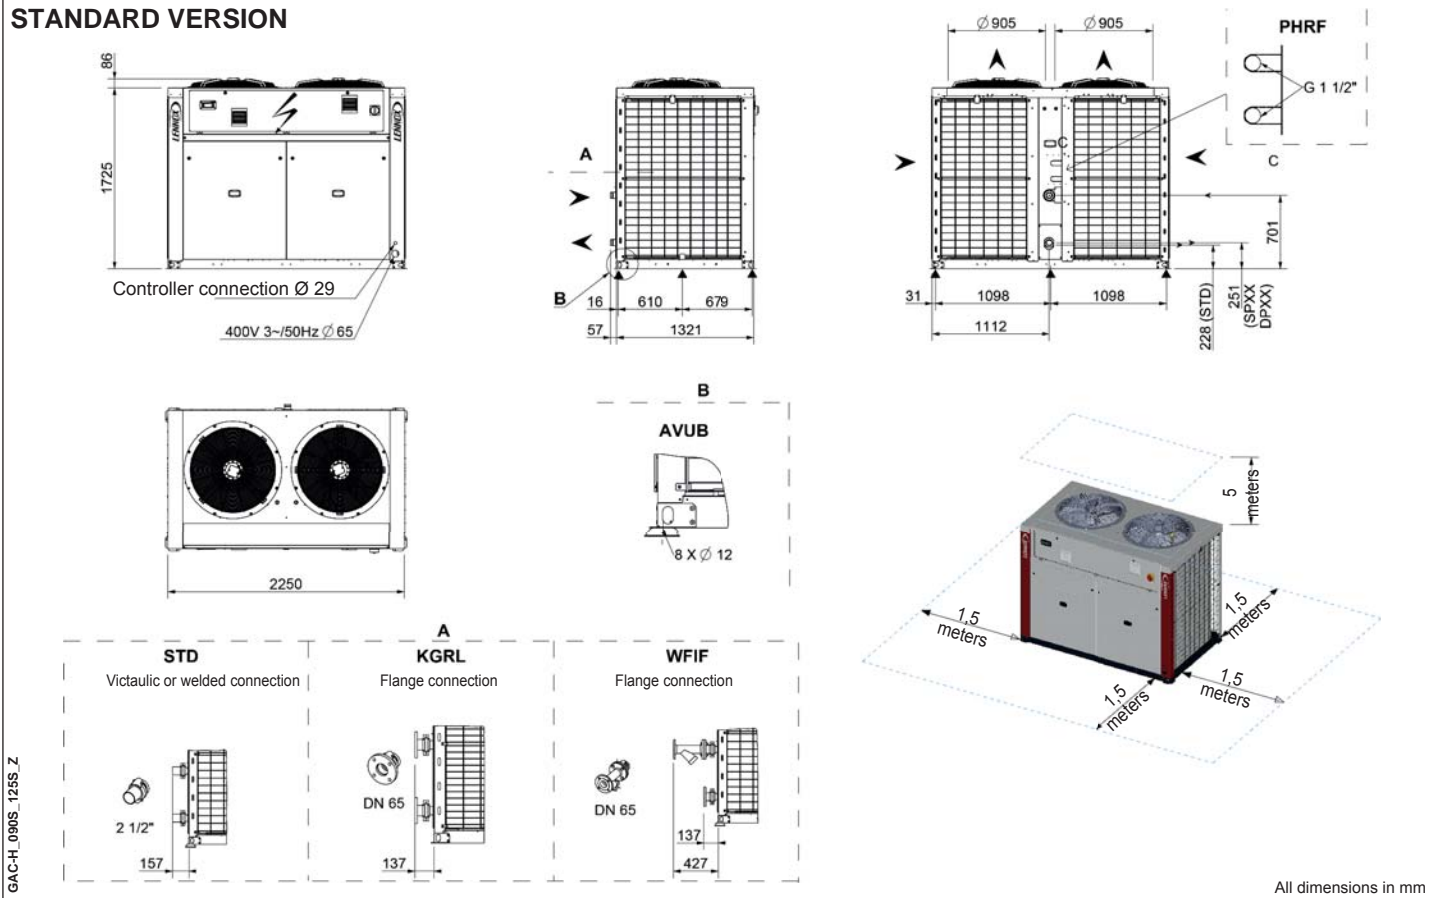 STANDARD VERSION
86
1725
LENNOX
LENNOX
Controller connection Ø 29
400V 3~/50Hz Ø 65
A
B
16
610
679
57
1321
Ø 905
Ø 905
C
31
1098
1098
1112
701
228 (STD)
251
(SPXX
DPXX)
PHRF
G 1 1/2"
C
2250
B
AVUB
8 X Ø 12
5
meters
1,5
meters
1,5
meters
1,5
meters
1,5
meters
A
STD
Victaulic or welded connection
2 1/2"
157
KGRL
Flange connection
DN 65
137
WFIF
Flange connection
DN 65
137
427
GAC-H_090S_125S_Z
All dimensions in mm